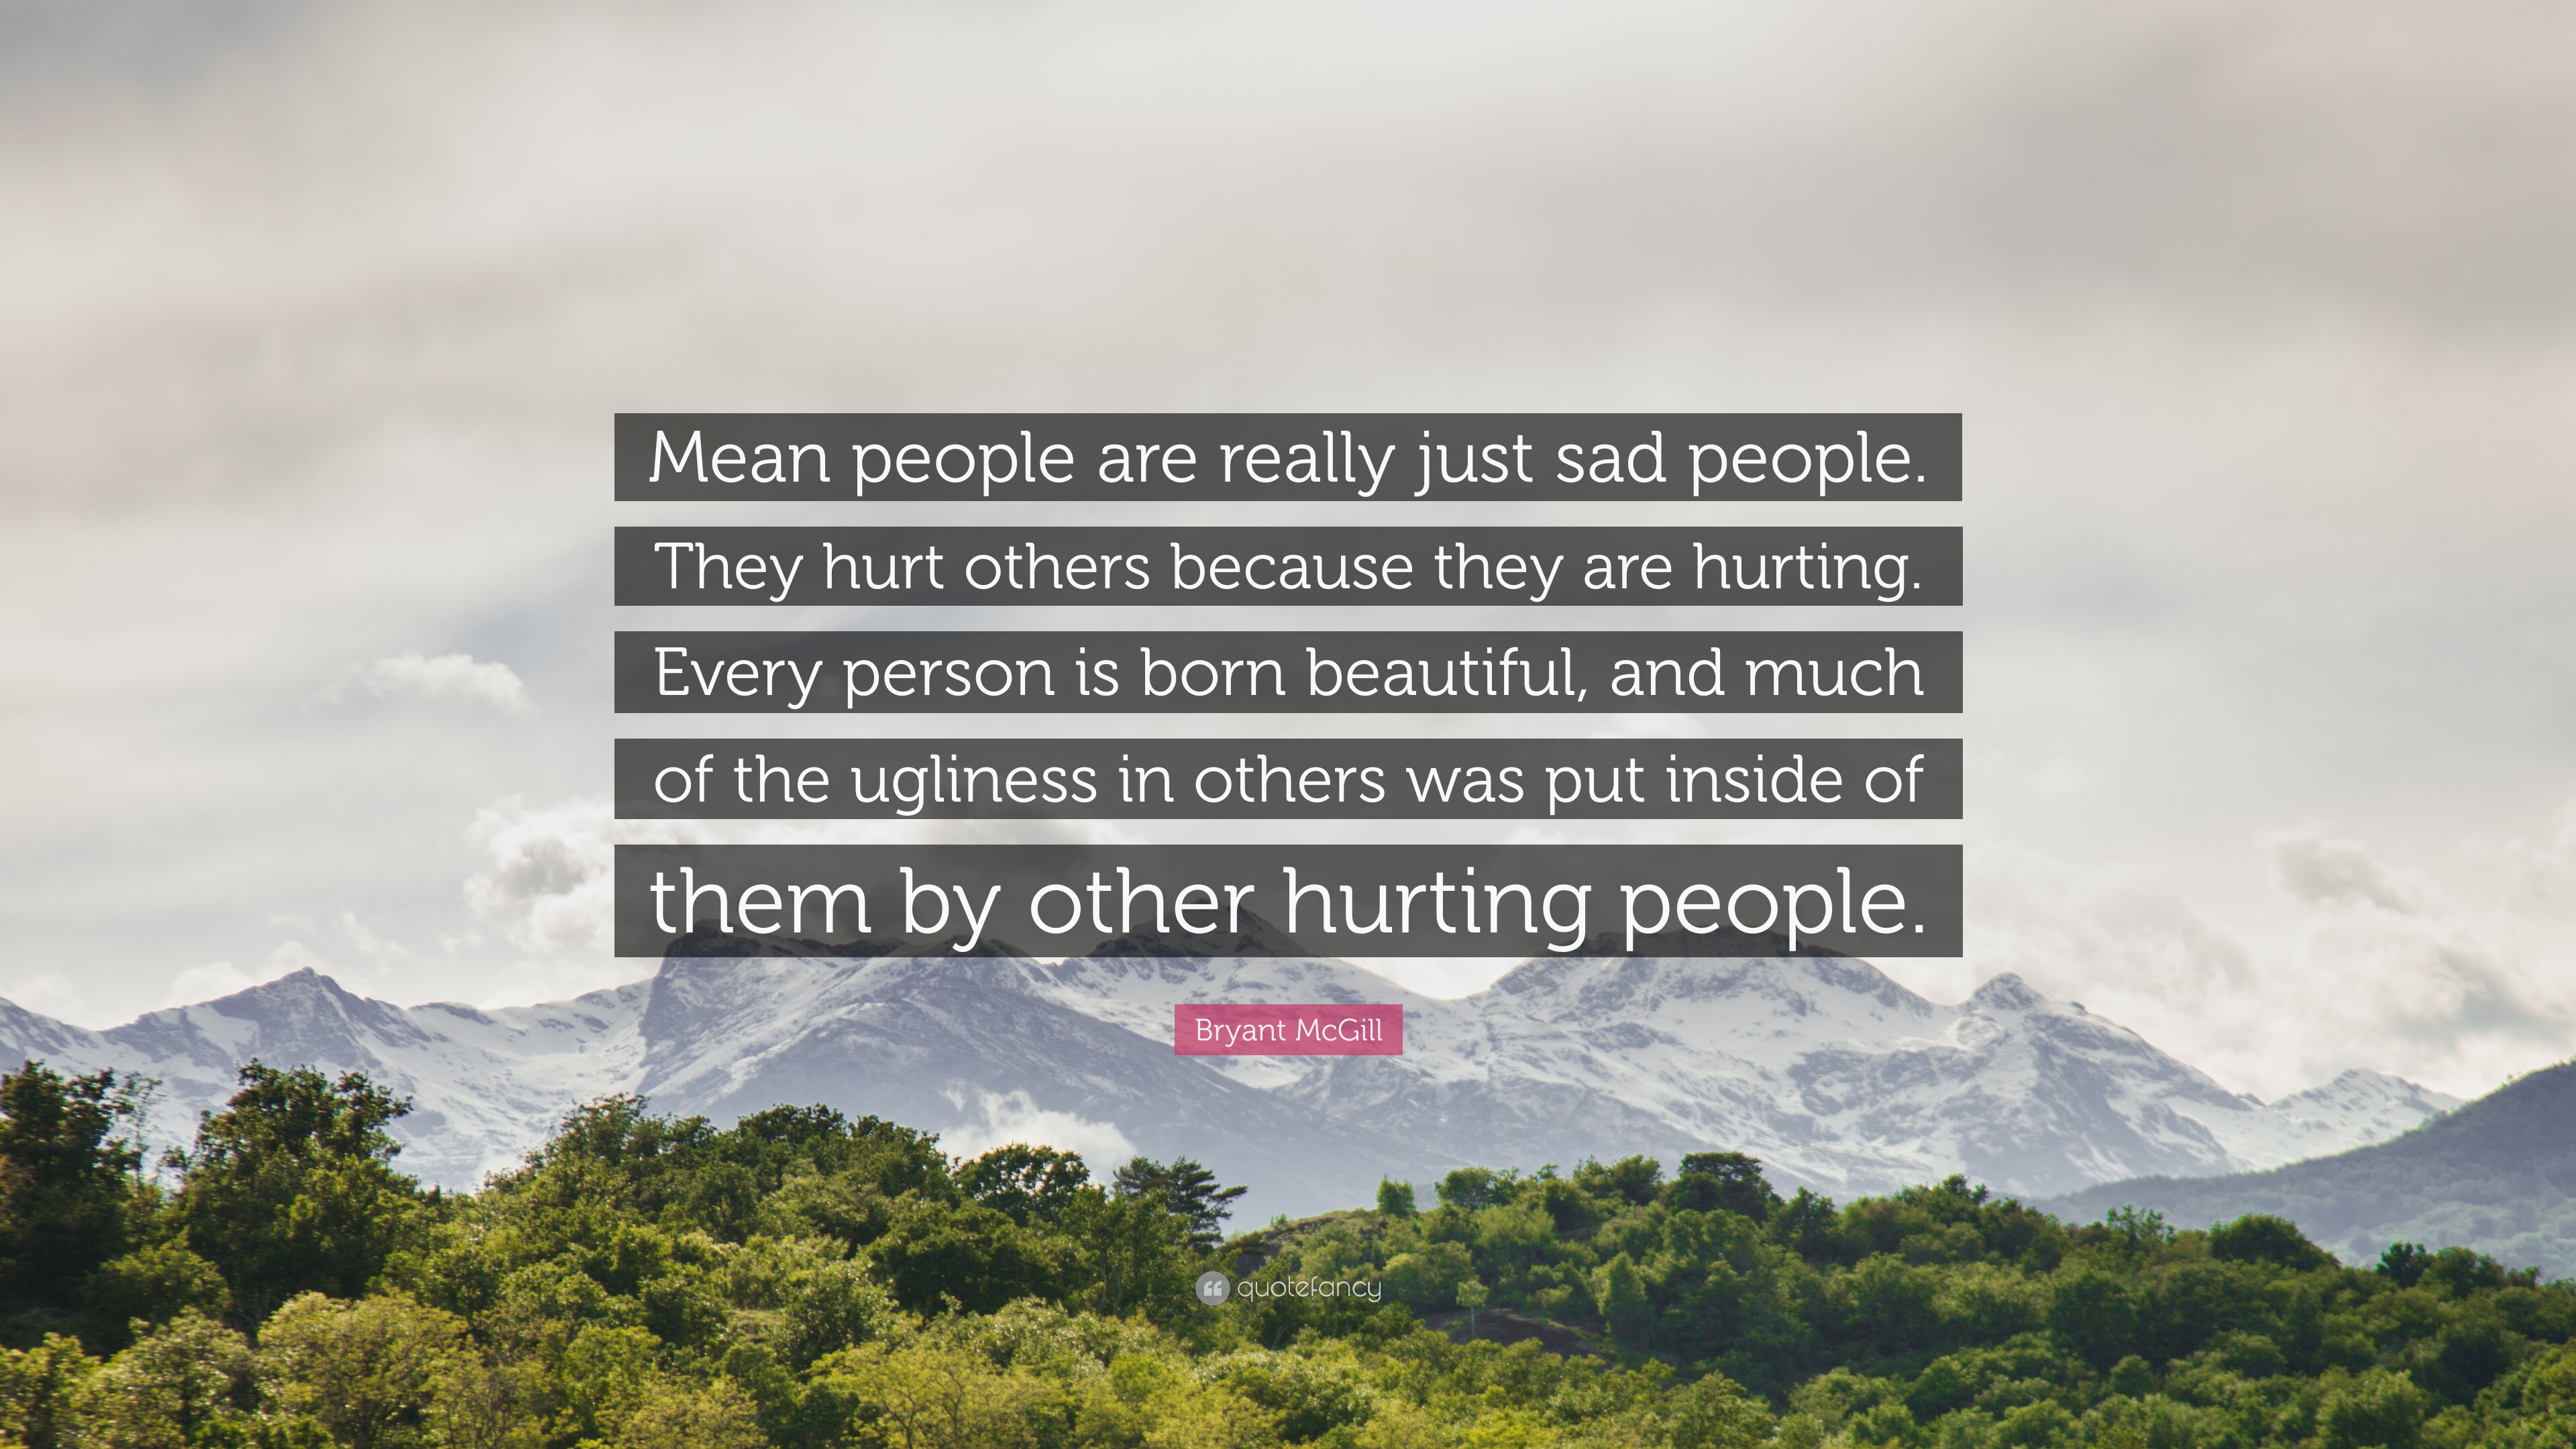 Mean people are really just sad people.
They hurt others because they are hurting.
Every person is born beautiful, and much
of the ugliness in others was put inside of
them by other hurting people.
Bryant McGill
quotefancy